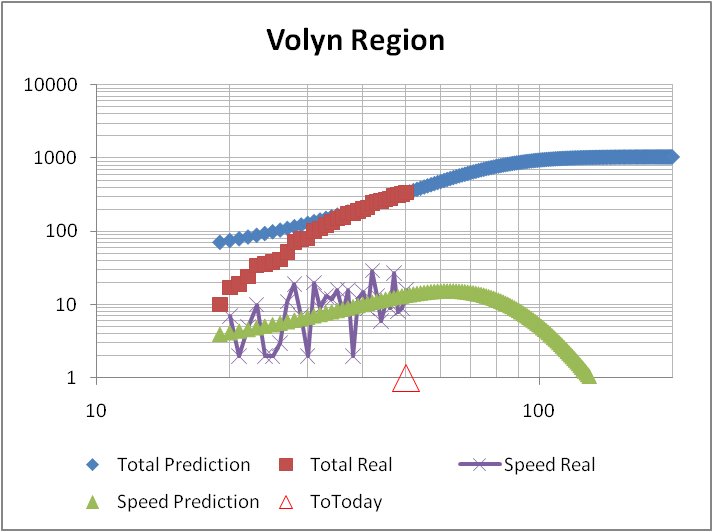 Volyn Region
10000
1000
100
10
1
10 100
Total Prediction Total Real Speed Real
Speed Prediction ToToday